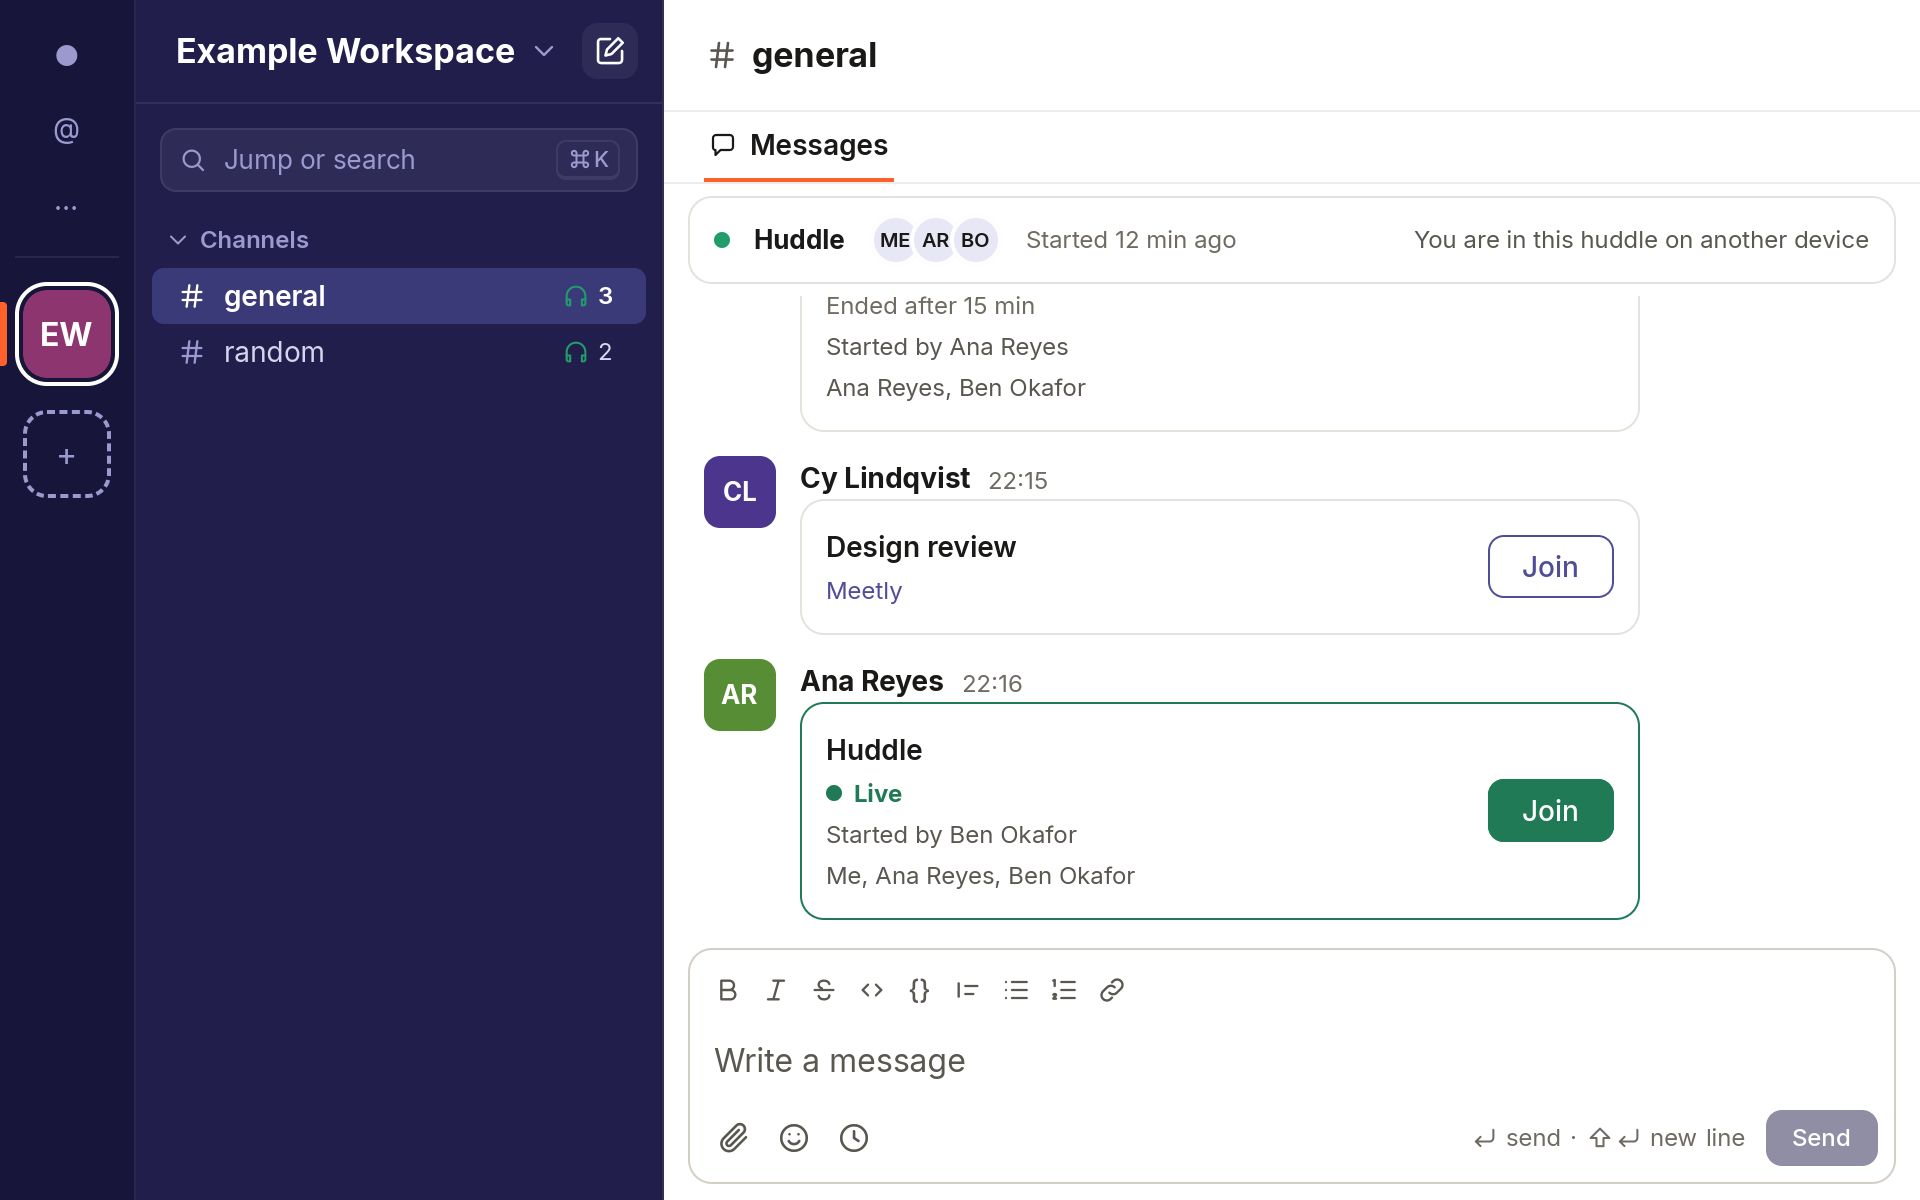 @
...
EW
+
Example Workspace
Jump or search ⌘K
Channels
# general 3
# random 2
# general
Messages
Huddle ME AR BO Started 12 min ago You are in this huddle on another device
Ended after 15 min
Started by Ana Reyes
Ana Reyes, Ben Okafor
CL Cy Lindqvist 22:15
Design review
Meetly
Join
AR Ana Reyes 22:16
Huddle
Live
Join
Started by Ben Okafor
Me, Ana Reyes, Ben Okafor
Write a message
send · new line Send